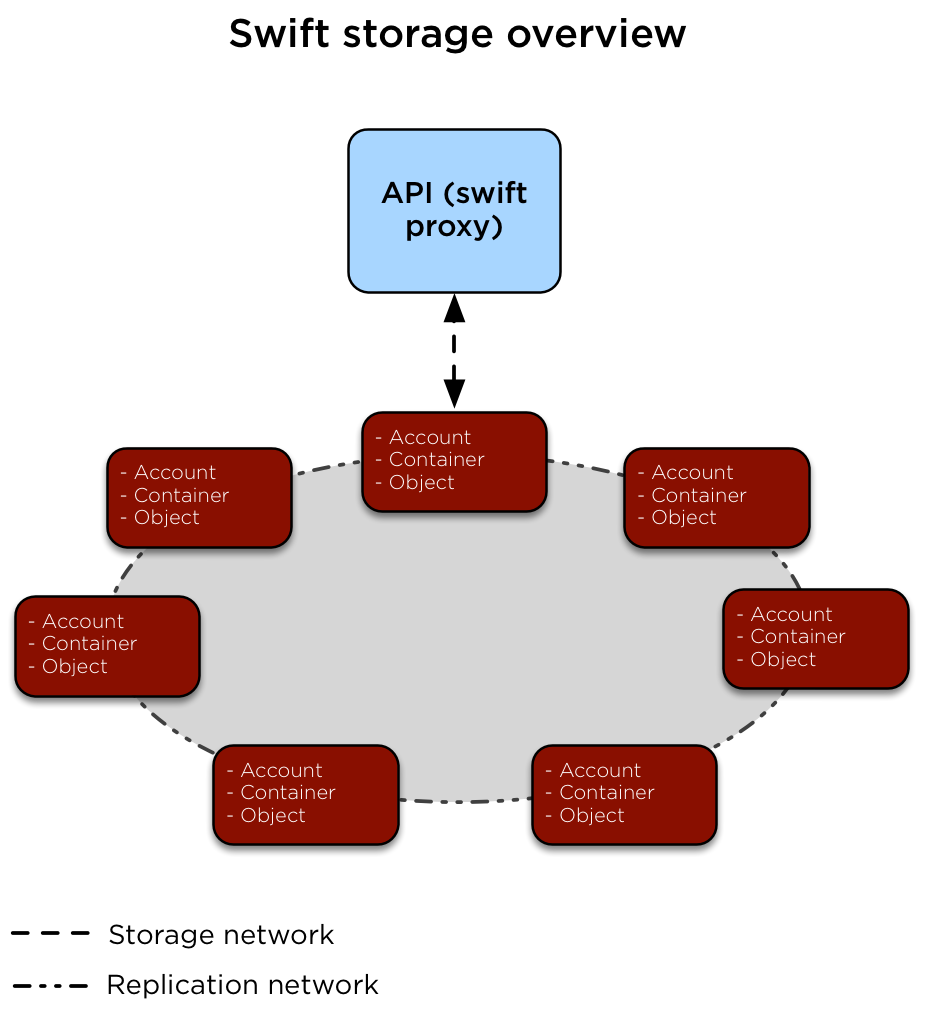 Swift storage overview
API (swift
proxy)
- Account
- Container
- Object
- Account
- Container
- Object
- Account
- Container
- Object
- Account
- Container
- Object
- Account
- Container
- Object
- Account
- Container
- Object
- Account
- Container
- Object
Storage network
Replication network